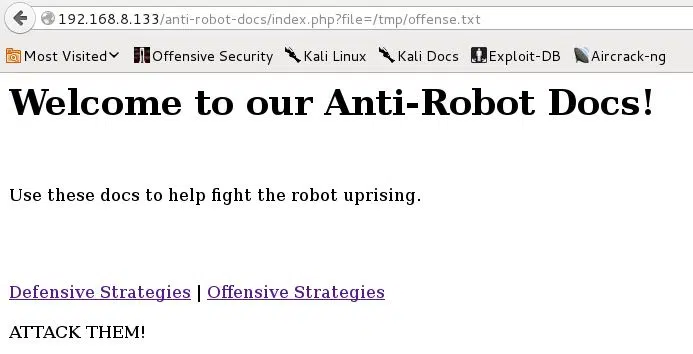 192.168.8.133/anti-robot-docs/index.php?file=/tmp/offense.txt
Most Visited Offensive Security Kali Linux Kali Docs Exploit-DB Aircrack-ng
Welcome to our Anti-Robot Docs!
Use these docs to help fight the robot uprising.
Defensive Strategies | Offensive Strategies
ATTACK THEM!